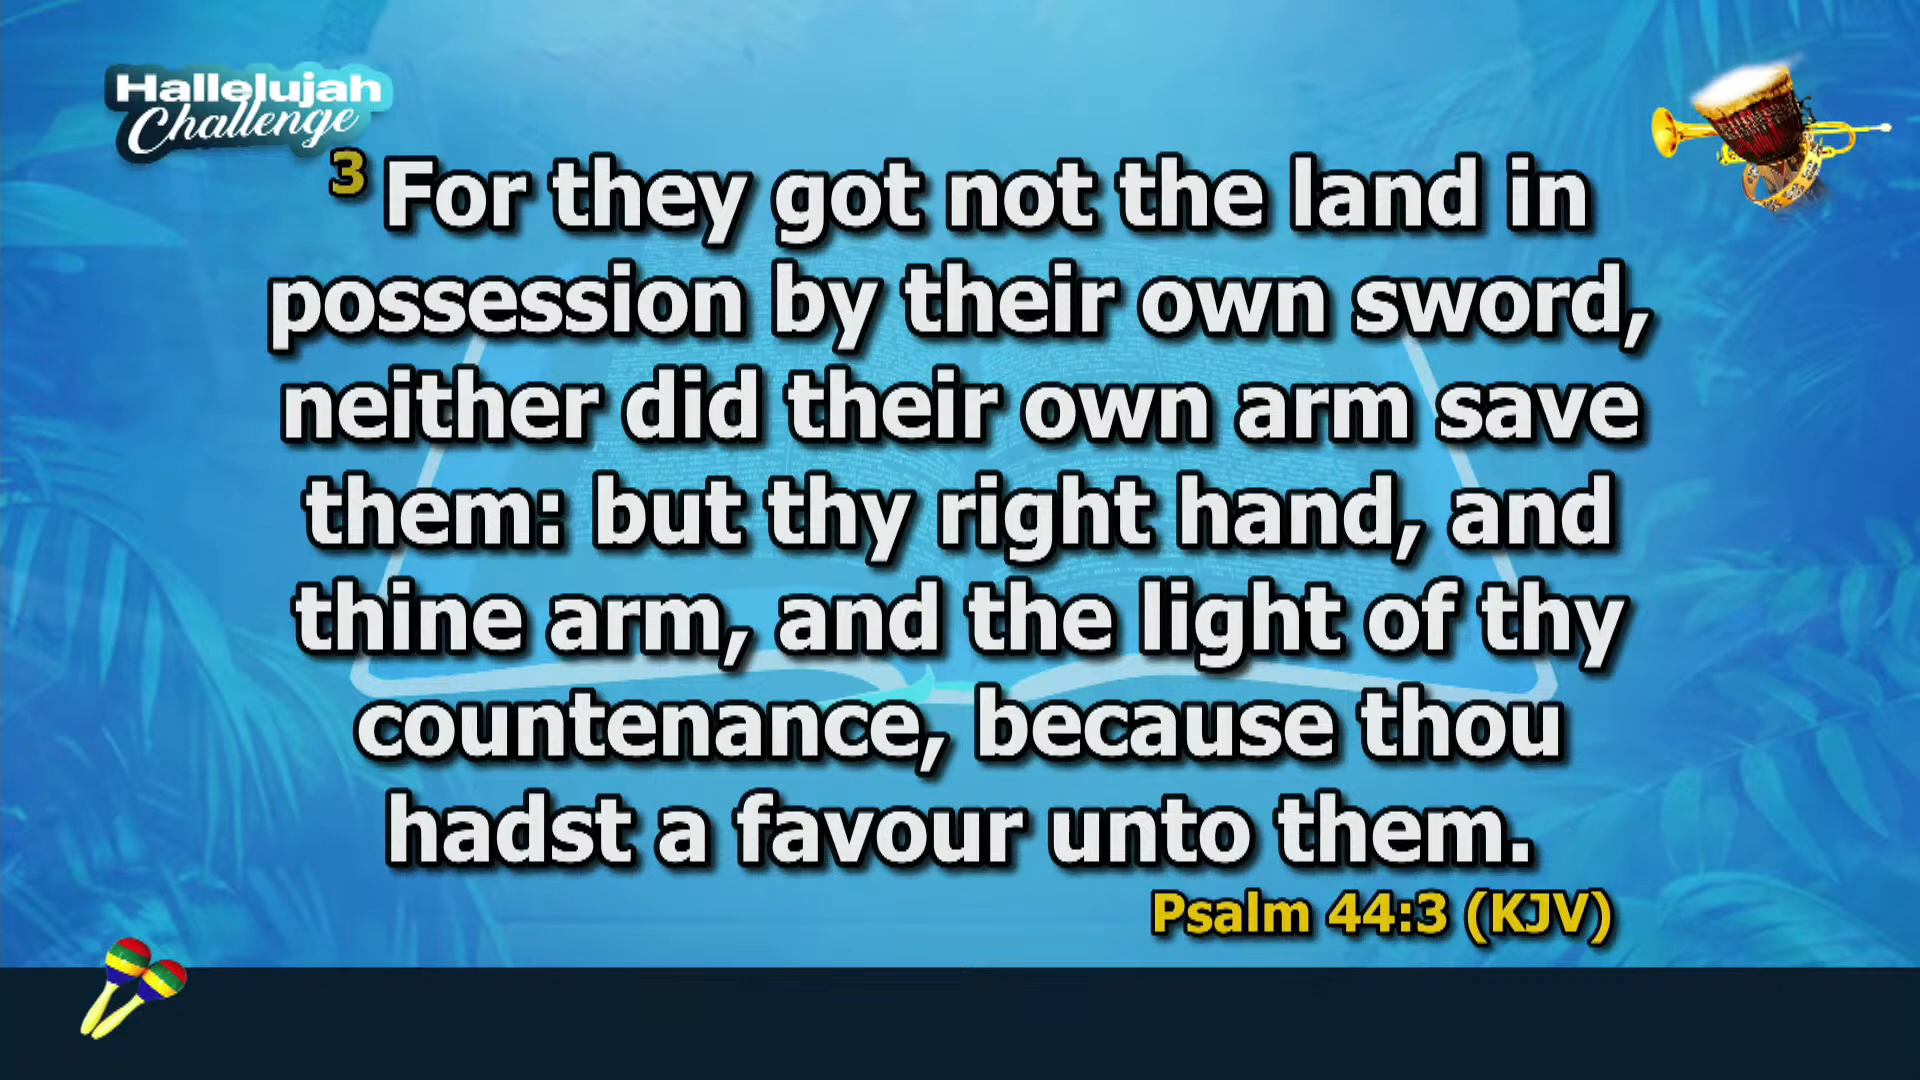 Hallelujah
Challenge
3 For they got not the land in
possession by their own sword,
neither did their own arm save
them: but thy right hand, and
thine arm, and the light of thy
countenance, because thou
hadst a favour unto them.
Psalm 44:3 (KJV)